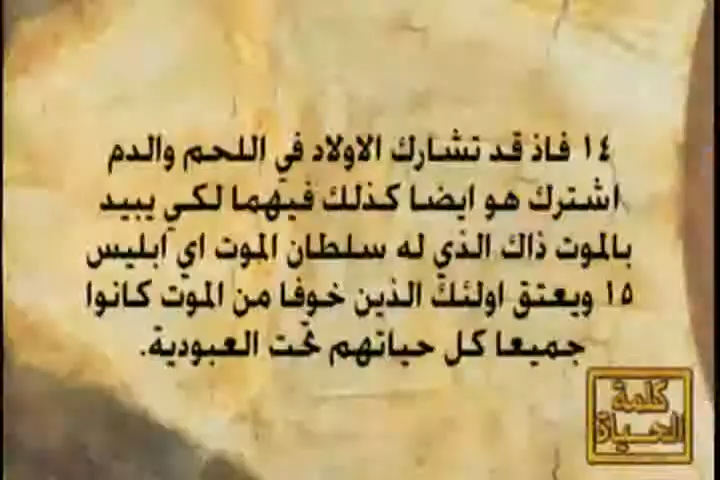 ١٤ فاذ قد تشارك الاولاد في اللحم والدم
اشترك هو ايضا كذلك فيهما لكي يبيد
بالموت ذاك الذي له سلطان الموت اي ابليس
١٥ ويعتق اولئك الذين خوفا من الموت كانوا
جميعا كل حياتهم تحت العبودية.
كلمة
الحياة